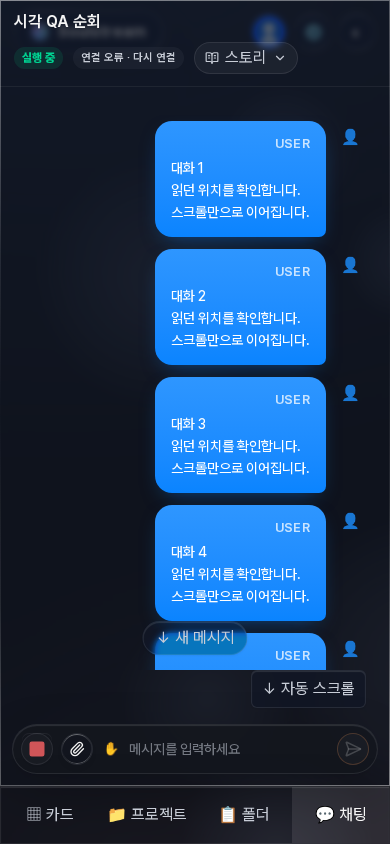 시각 QA 순회
실행 중
연결 오류 · 다시 연결
스토리
USER
대화 1
읽던 위치를 확인합니다.
스크롤만으로 이어집니다.
USER
대화 2
읽던 위치를 확인합니다.
스크롤만으로 이어집니다.
USER
대화 3
읽던 위치를 확인합니다.
스크롤만으로 이어집니다.
USER
대화 4
읽던 위치를 확인합니다.
스크롤만으로 이어집니다.
↓ 새 메시지
USER
↓ 자동 스크롤
메시지를 입력하세요
카드
프로젝트
폴더
채팅